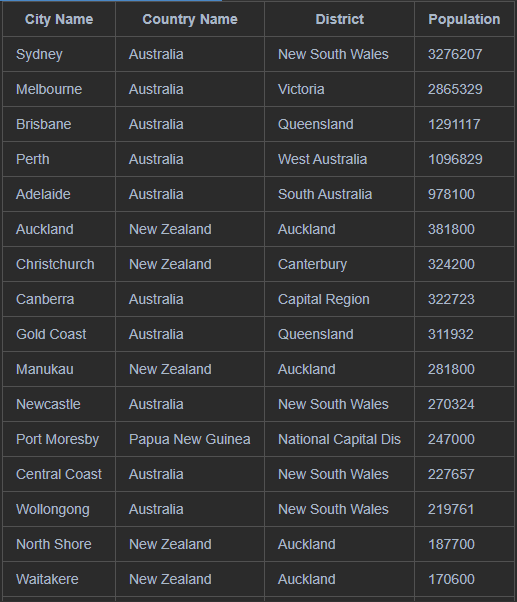 City Name Country Name District Population
Sydney Australia New South Wales 3276207
Melbourne Australia Victoria 2865329
Brisbane Australia Queensland 1291117
Perth Australia West Australia 1096829
Adelaide Australia South Australia 978100
Auckland New Zealand Auckland 381800
Christchurch New Zealand Canterbury 324200
Canberra Australia Capital Region 322723
Gold Coast Australia Queensland 311932
Manukau New Zealand Auckland 281800
Newcastle Australia New South Wales 270324
Port Moresby Papua New Guinea National Capital Dis 247000
Central Coast Australia New South Wales 227657
Wollongong Australia New South Wales 219761
North Shore New Zealand Auckland 187700
Waitakere New Zealand Auckland 170600